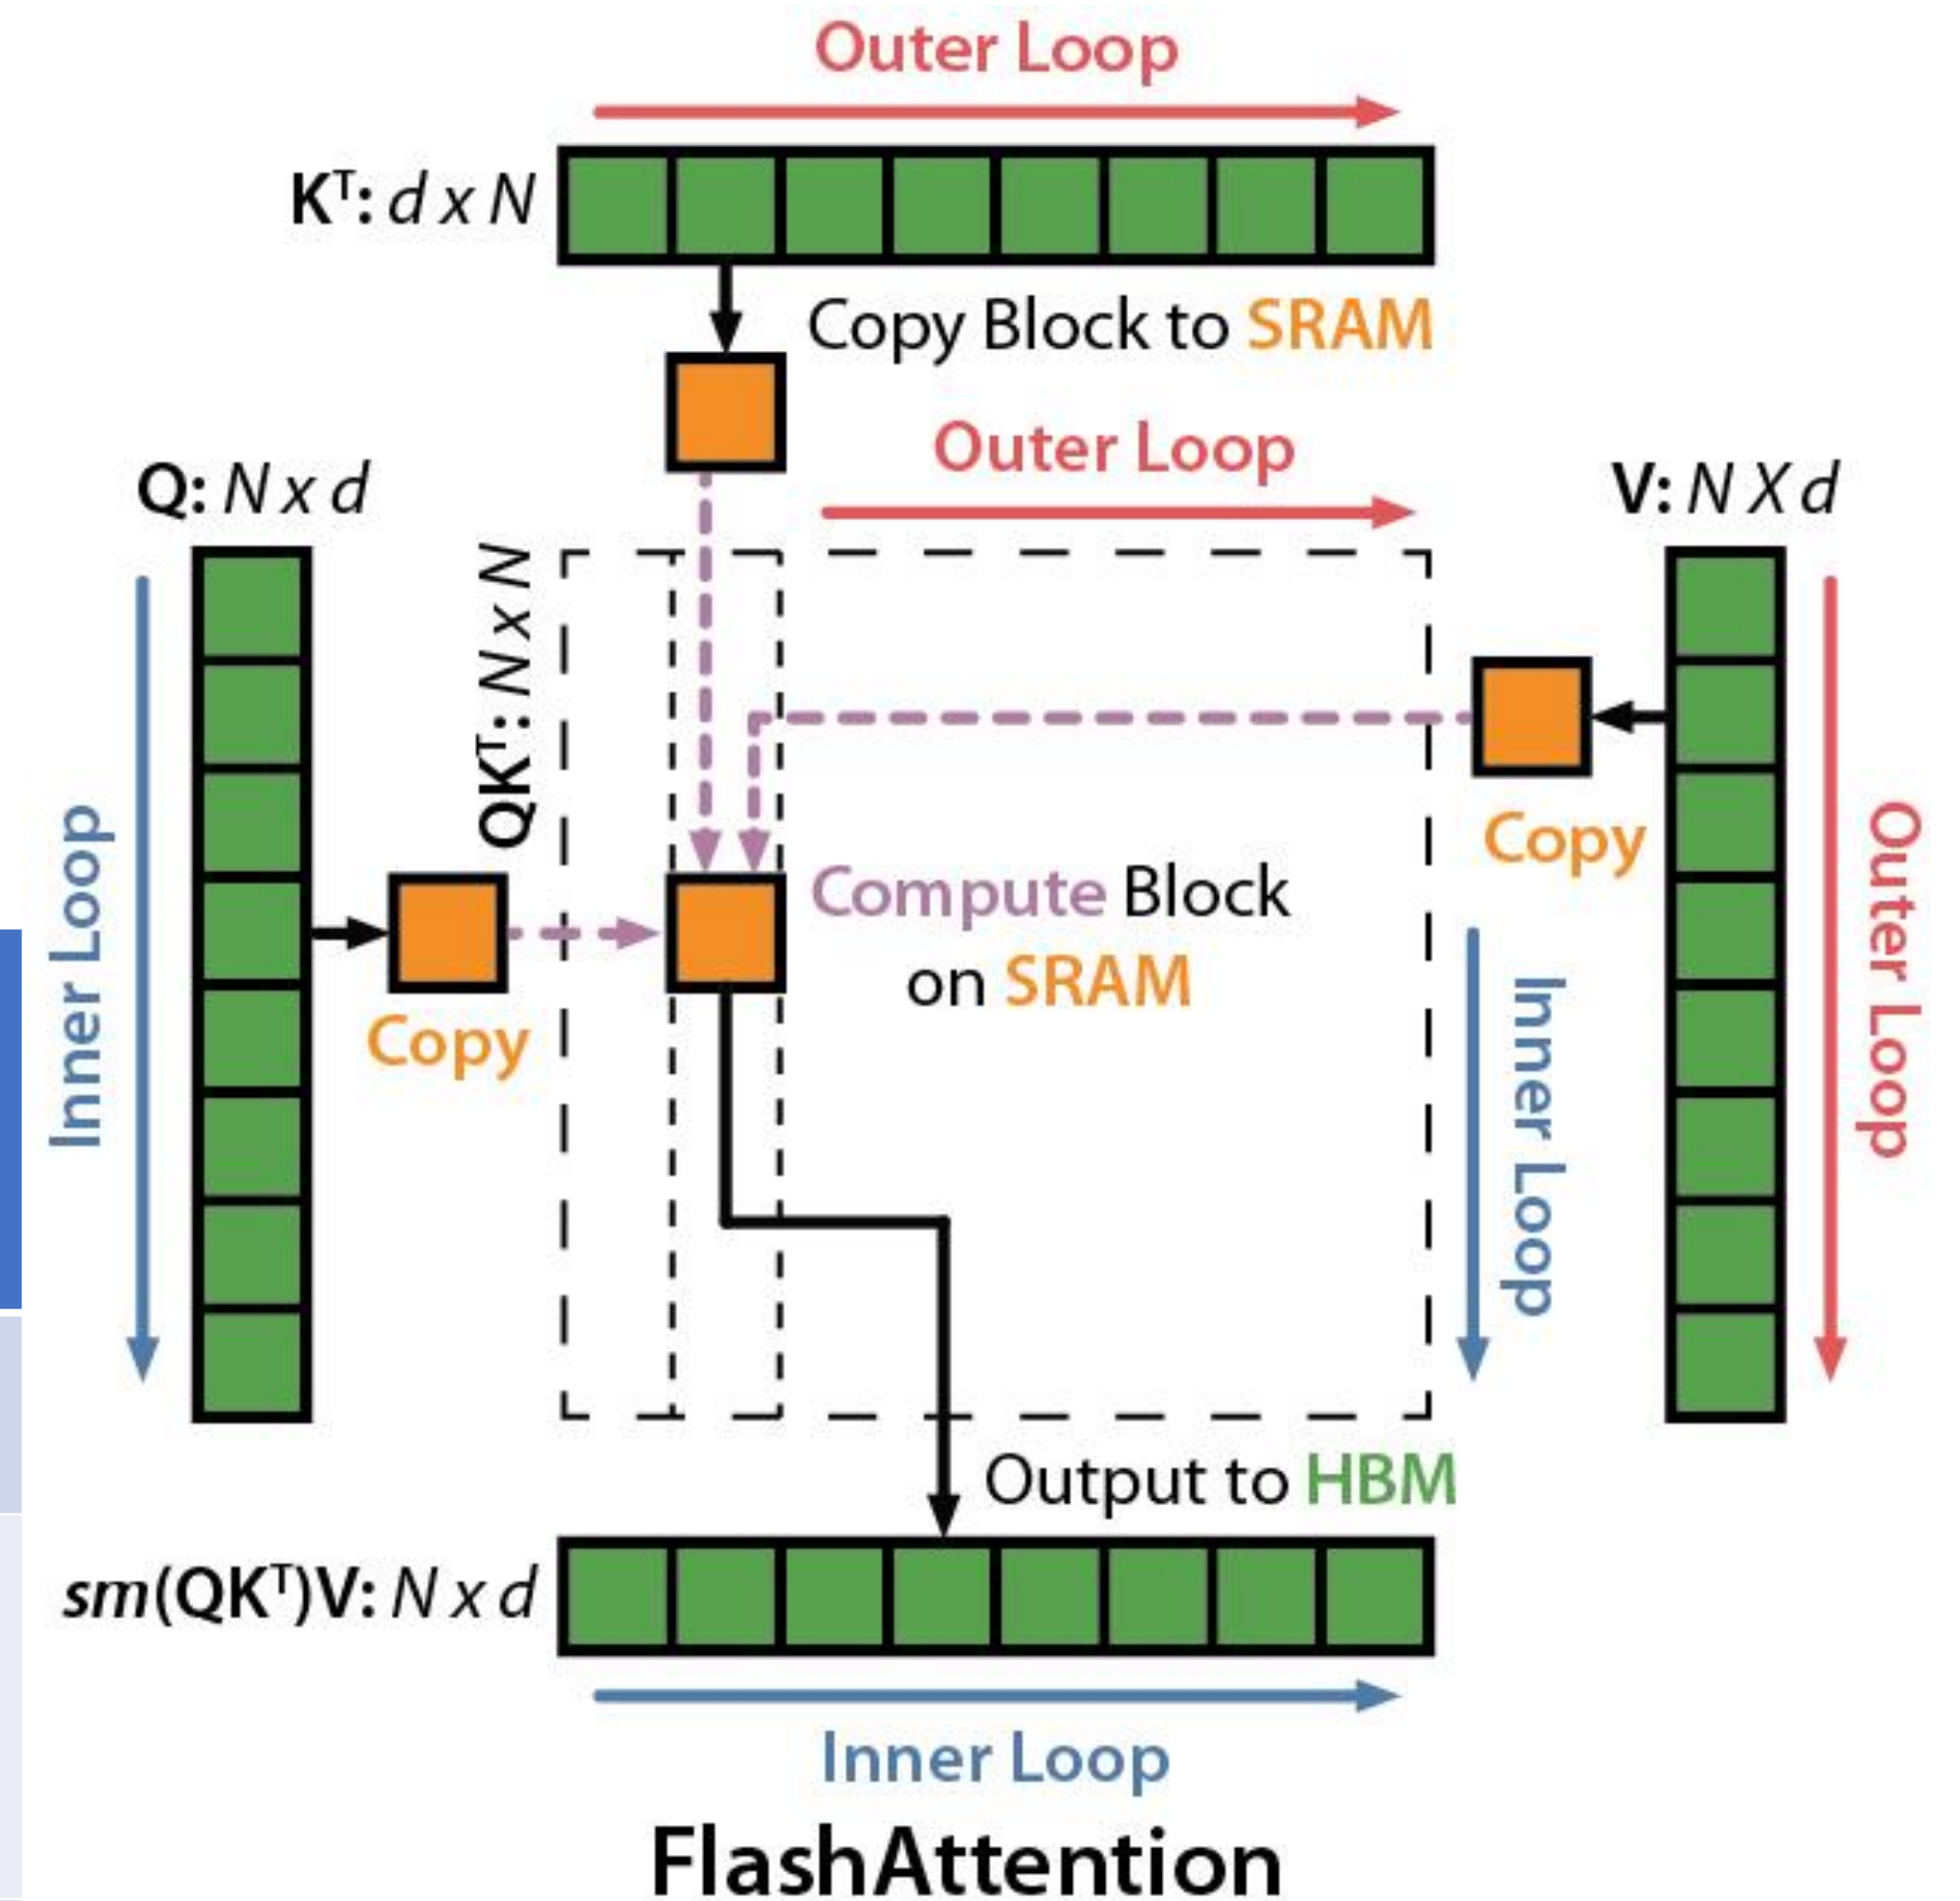 Outer Loop
Kᵀ: d x N
Copy Block to SRAM
Outer Loop
Q: N x d
V: N X d
QKᵀ: N x N
Inner Loop
Copy
Compute Block
on SRAM
Copy
Inner Loop
Outer Loop
Output to HBM
sm(QKᵀ)V: N x d
Inner Loop
FlashAttention